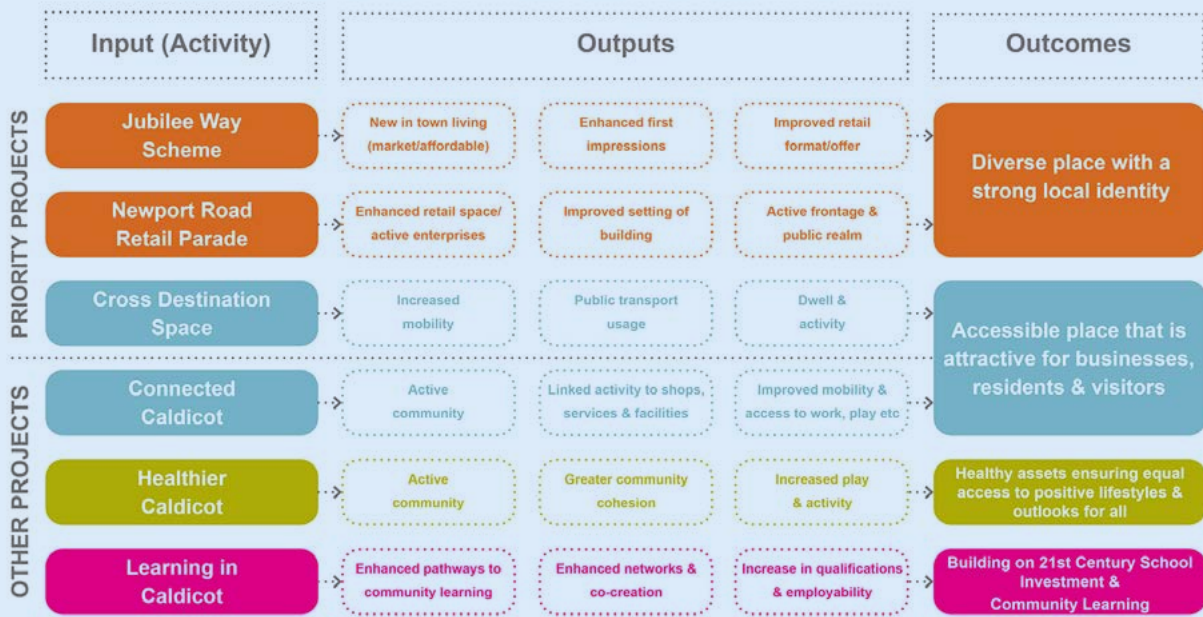 Input (Activity)
Outputs
Outcomes
PRIORITY PROJECTS
Jubilee Way
Scheme
New in town living
(market/affordable)
Enhanced first
impressions
Improved retail
format/offer
Diverse place with a
strong local identity
Newport Road
Retail Parade
Enhanced retail space/
active enterprises
Improved setting of
building
Active frontage &
public realm
Cross Destination
Space
Increased
mobility
Public transport
usage
Dwell &
activity
Accessible place that is
attractive for businesses,
residents & visitors
OTHER PROJECTS
Connected
Caldicot
Active
community
Linked activity to shops,
services & facilities
Improved mobility &
access to work, play etc
Healthier
Caldicot
Active
community
Greater community
cohesion
Increased play
& activity
Healthy assets ensuring equal
access to positive lifestyles &
outlooks for all
Learning in
Caldicot
Enhanced pathways to
community learning
Enhanced networks &
co-creation
Increase in qualifications
& employability
Building on 21st Century School
Investment &
Community Learning